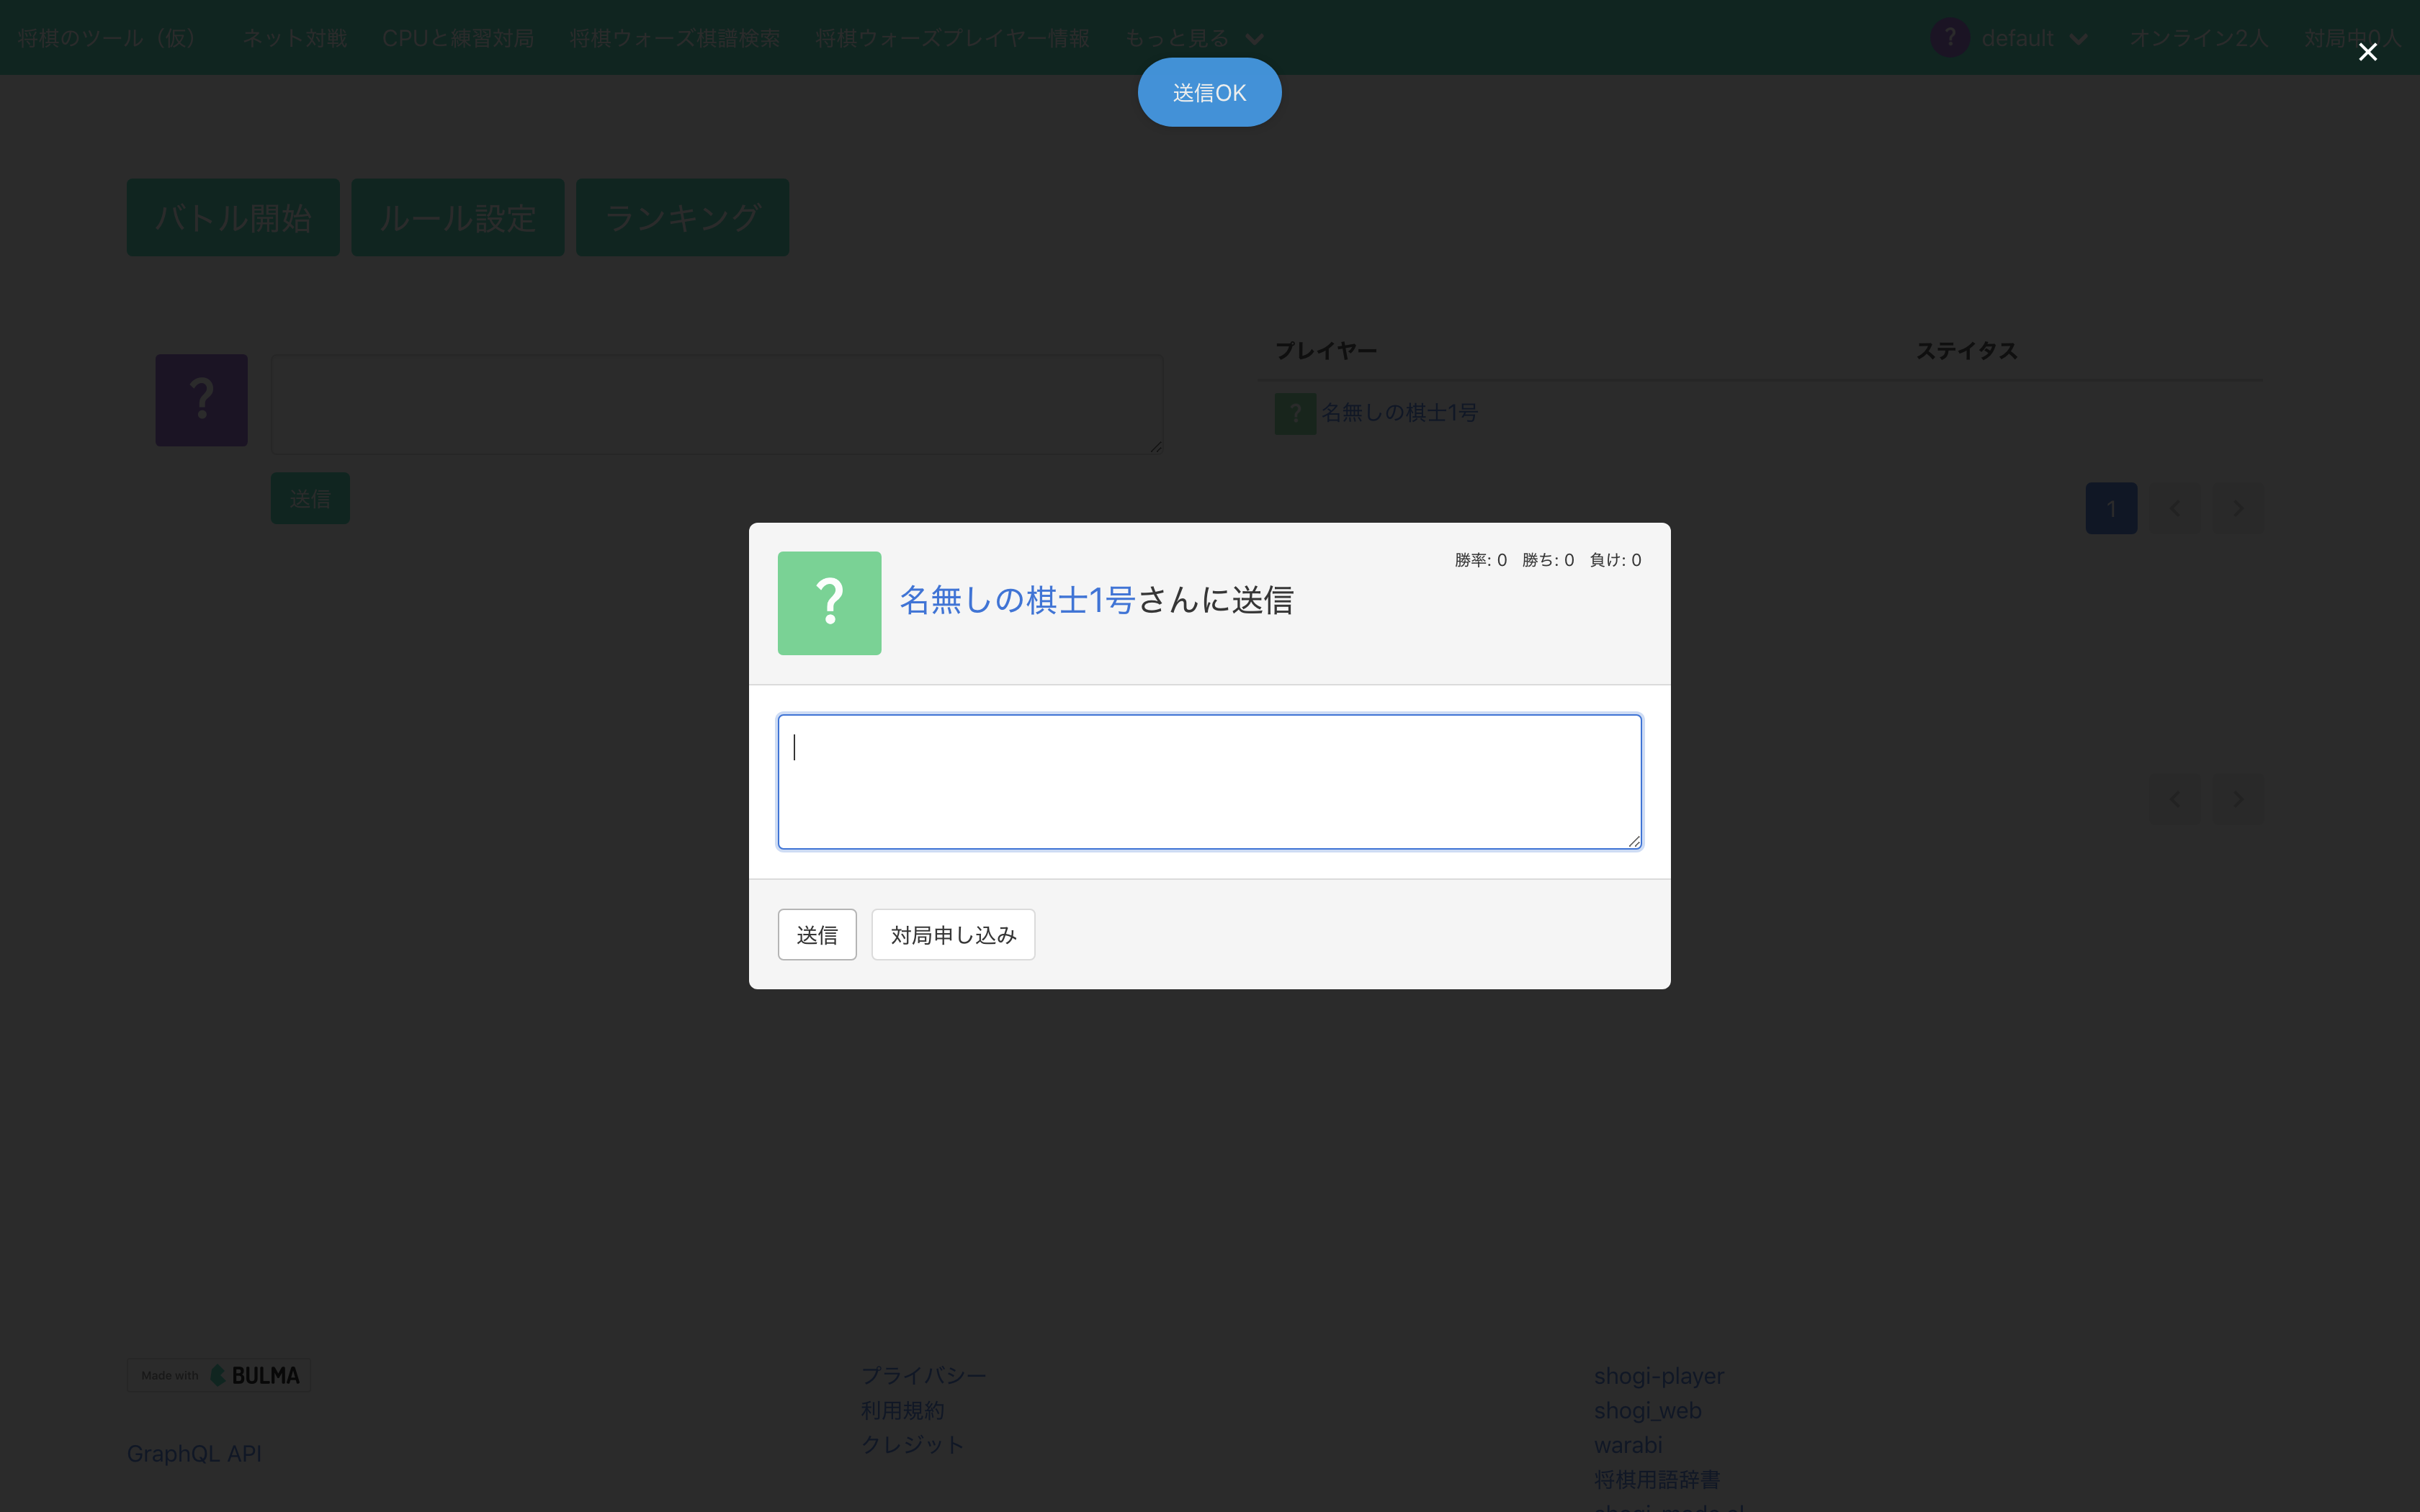 将棋のツール（仮） ネット対戦 CPUと練習対局 将棋ウォーズ棋譜検索 将棋ウォーズプレイヤー情報 もっと見る ? default オンライン2人 対局中0人
送信OK
バトル開始 ルール設定 ランキング
プレイヤー ステイタス
?
? 名無しの棋士1号
送信
1
勝率: 0 勝ち: 0 負け: 0
?
名無しの棋士1号さんに送信
送信 対局申し込み
Made with BULMA
GraphQL API
プライバシー
利用規約
クレジット
shogi-player
shogi_web
warabi
将棋用語辞書